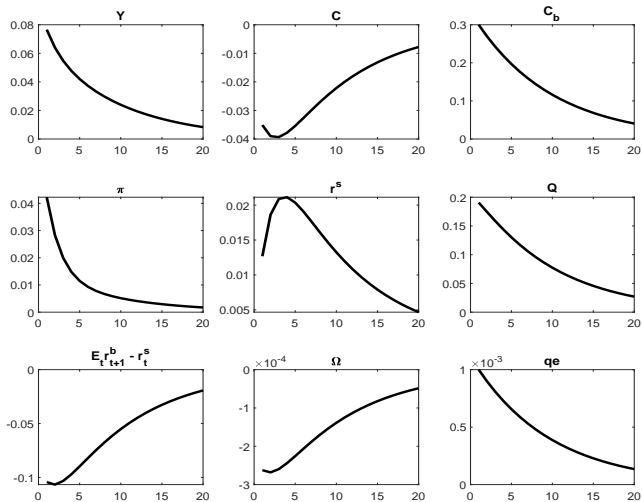 Y C C_b
0.08 0.06 0.04 0.02 0
-0 -0.01 -0.02 -0.03 -0.04
0.3 0.2 0.1 0
0 5 10 15 20 0 5 10 15 20 0 5 10 15 20
π r^s Q
0.04 0.02 0
0.02 0.015 0.01 0.005
0.2 0.15 0.1 0.05 0
0 5 10 15 20 0 5 10 15 20 0 5 10 15 20
E_t r^b_{t+1} - r^s_t Ω qe
0 -0.05 -0.1
×10^-4
0 -1 -2 -3
×10^-3
1 0.5 0
0 5 10 15 20 0 5 10 15 20 0 5 10 15 20